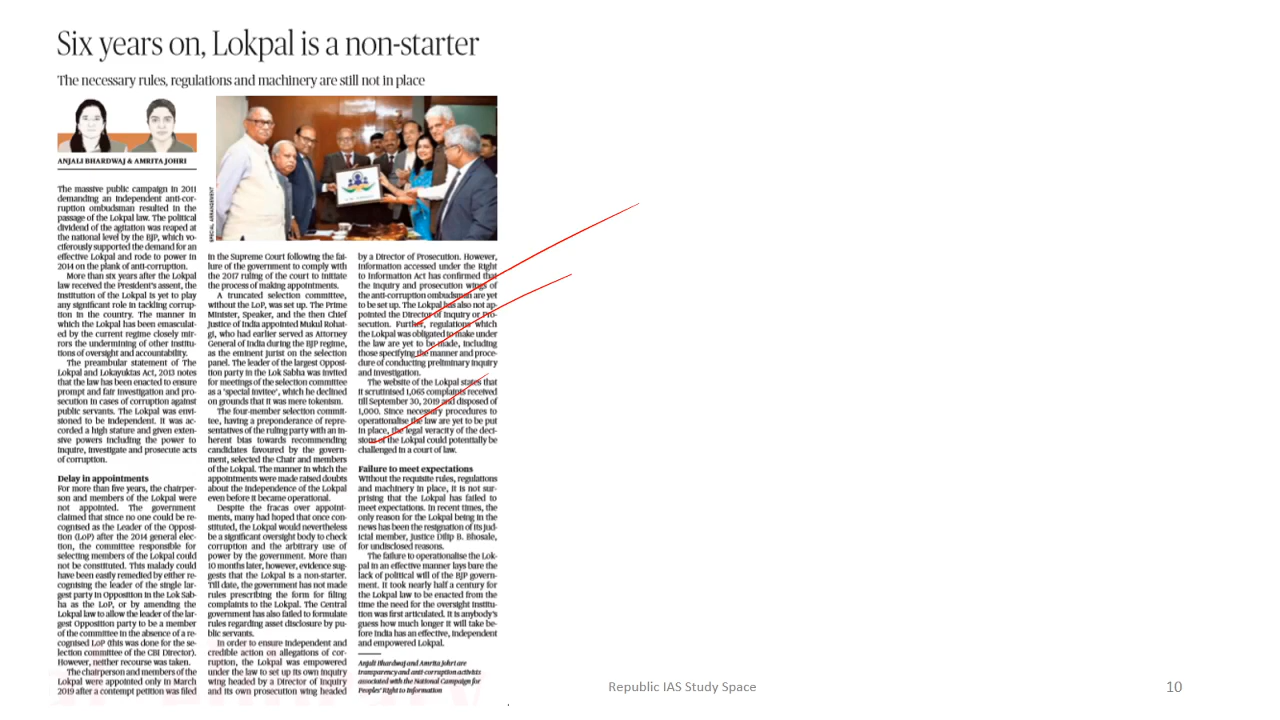 Six years on, Lokpal is a non-starter
The necessary rules, regulations and machinery are still not in place
ANJALI BHARDWAJ & AMRITA JOHRI
SPECIAL ARRANGEMENT
The massive public campaign in 2011
demanding an independent anti-cor-
ruption ombudsman resulted in the
passage of the Lokpal law. The political
dividend of the agitation was reaped at
the national level by the BJP, which vo-
ciferously supported the demand for an
effective Lokpal and rode to power in
2014 on the plank of anti-corruption.
More than six years after the Lokpal
law received the President's assent, the
institution of the Lokpal is yet to play
any significant role in tackling corrup-
tion in the country. The manner in
which the Lokpal has been emasculat-
ed by the current regime closely mir-
rors the undermining of other institu-
tions of oversight and accountability.
The preambular statement of The
Lokpal and Lokayuktas Act, 2013 notes
that the law has been enacted to ensure
prompt and fair investigation and pro-
secution in cases of corruption against
public servants. The Lokpal was envi-
sioned to be independent. It was ac-
corded a high stature and given exten-
sive powers including the power to
inquire, investigate and prosecute acts
of corruption.
Delay in appointments
For more than five years, the chairper-
son and members of the Lokpal were
not appointed. The government
claimed that since no one could be re-
cognised as the Leader of the Opposi-
tion (LoP) after the 2014 general elec-
tion, the committee responsible for
selecting members of the Lokpal could
not be constituted. This malady could
have been easily remedied by either re-
cognising the leader of the single lar-
gest party in Opposition in the Lok Sab-
ha as the LoP, or by amending the
Lokpal law to allow the leader of the lar-
gest Opposition party to be a member
of the committee in the absence of a re-
cognised LoP (this was done for the se-
lection committee of the CBI Director).
However, neither recourse was taken.
The chairperson and members of the
Lokpal were appointed only in March
2019 after a contempt petition was filed
in the Supreme Court following the fai-
lure of the government to comply with
the 2017 ruling of the court to initiate
the process of making appointments.
A truncated selection committee,
without the LoP, was set up. The Prime
Minister, Speaker, and the then Chief
Justice of India appointed Mukul Rohat-
gi, who had earlier served as Attorney
General of India during the BJP regime,
as the eminent jurist on the selection
panel. The leader of the largest Opposi-
tion party in the Lok Sabha was invited
for meetings of the selection committee
as a 'special invitee', which he declined
on grounds that it was mere tokenism.
The four-member selection commit-
tee, having a preponderance of repre-
sentatives of the ruling party with an in-
herent bias towards recommending
candidates favoured by the govern-
ment, selected the Chair and members
of the Lokpal. The manner in which the
appointments were made raised doubts
about the independence of the Lokpal
even before it became operational.
Despite the fracas over appoint-
ments, many had hoped that once con-
stituted, the Lokpal would nevertheless
be a significant oversight body to check
corruption and the arbitrary use of
power by the government. More than
10 months later, however, evidence sug-
gests that the Lokpal is a non-starter.
Till date, the government has not made
rules prescribing the form for filing
complaints to the Lokpal. The Central
government has also failed to formulate
rules regarding asset disclosure by pu-
blic servants.
In order to ensure independent and
credible action on allegations of cor-
ruption, the Lokpal was empowered
under the law to set up its own inquiry
wing headed by a Director of Inquiry
and its own prosecution wing headed
by a Director of Prosecution. However,
information accessed under the Right
to Information Act has confirmed that
the inquiry and prosecution wings of
the anti-corruption ombudsman are yet
to be set up. The Lokpal has also not ap-
pointed the Director of Inquiry or Pro-
secution. Further, regulations which
the Lokpal was obligated to make under
the law are yet to be made, including
those specifying the manner and proce-
dure of conducting preliminary inquiry
and investigation.
The website of the Lokpal states that
it scrutinised 1,065 complaints received
till September 30, 2019 and disposed of
1,000. Since necessary procedures to
operationalise the law are yet to be put
in place, the legal veracity of the deci-
sions of the Lokpal could potentially be
challenged in a court of law.
Failure to meet expectations
Without the requisite rules, regulations
and machinery in place, it is not sur-
prising that the Lokpal has failed to
meet expectations. In recent times, the
only reason for the Lokpal being in the
news has been the resignation of its jud-
icial member, Justice Dilip B. Bhosale,
for undisclosed reasons.
The failure to operationalise the Lok-
pal in an effective manner lays bare the
lack of political will of the BJP govern-
ment. It took nearly half a century for
the Lokpal law to be enacted from the
time the need for the oversight institu-
tion was first articulated. It is anybody's
guess how much longer it will take be-
fore India has an effective, independent
and empowered Lokpal.
Anjali Bhardwaj and Amrita Johri are
transparency and anti-corruption activists
associated with the National Campaign for
Peoples' Right to Information
Republic IAS Study Space
10